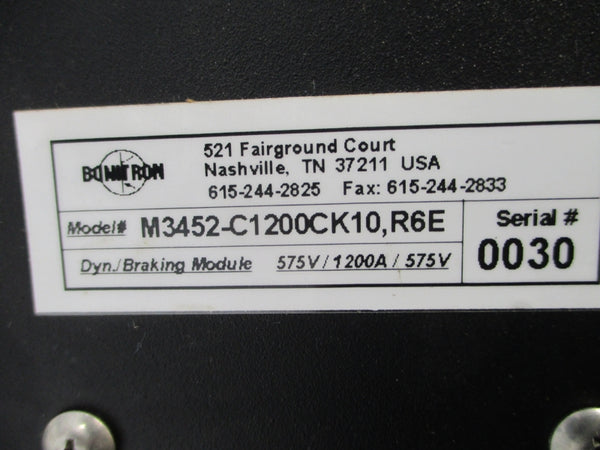 BONITRON
521 Fairground Court
Nashville, TN 37211 USA
615-244-2825 Fax: 615-244-2833
Model# M3452-C1200CK10,R6E
Serial # 0030
Dyn./Braking Module 575V/1200A/575V